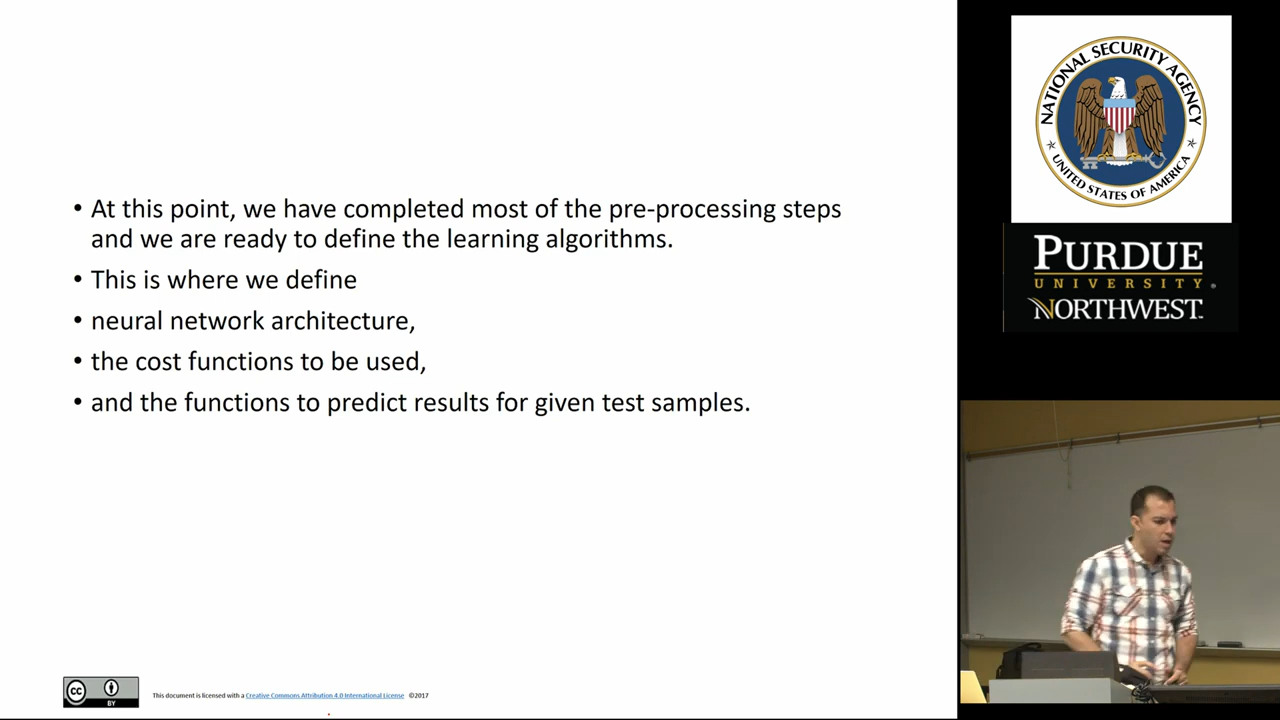 • At this point, we have completed most of the pre-processing steps
and we are ready to define the learning algorithms.
• This is where we define
• neural network architecture,
• the cost functions to be used,
• and the functions to predict results for given test samples.
cc BY
This document is licensed with a Creative Commons Attribution 4.0 International License ©2017
NATIONAL SECURITY AGENCY
UNITED STATES OF AMERICA
PURDUE
UNIVERSITY®
NORTHWEST™